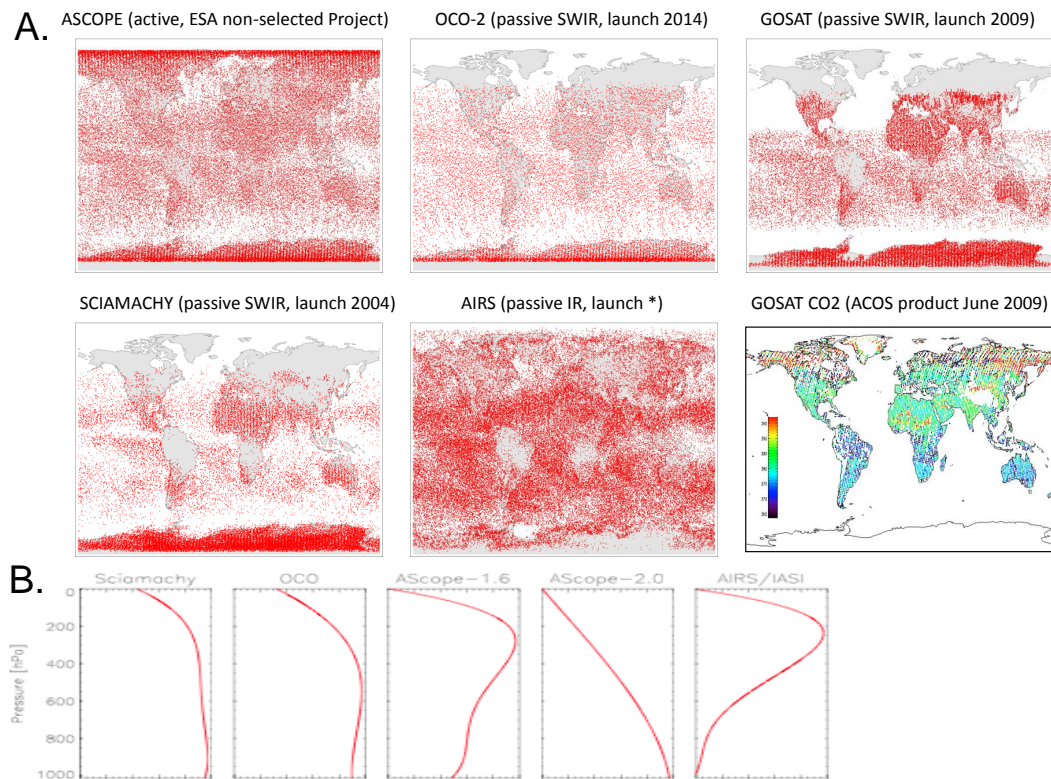 A.
ASCOPE (active, ESA non-selected Project)
OCO-2 (passive SWIR, launch 2014)
GOSAT (passive SWIR, launch 2009)
SCIAMACHY (passive SWIR, launch 2004)
AIRS (passive IR, launch *)
GOSAT CO2 (ACOS product June 2009)
B.
Sciamachy
OCO
AScope-1.6
AScope-2.0
AIRS/IASI
Pressure [hPa]
0
200
400
600
800
1000